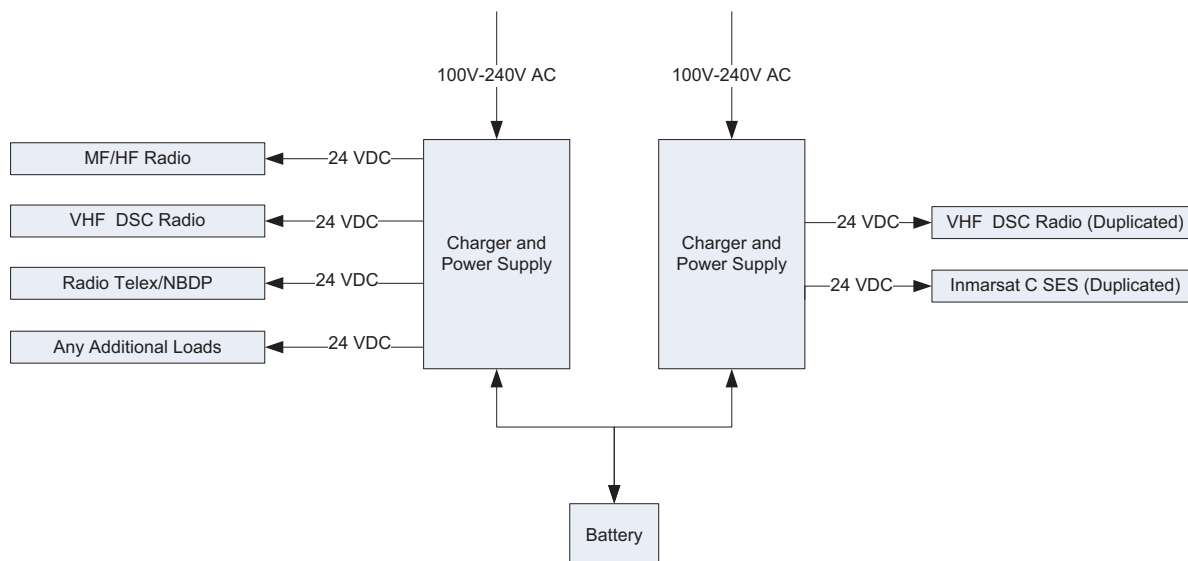 100V-240V AC
100V-240V AC
MF/HF Radio
24 VDC
VHF  DSC Radio
24 VDC
Radio Telex/NBDP
24 VDC
Any Additional Loads
24 VDC
Charger and
Power Supply
Charger and
Power Supply
24 VDC
VHF  DSC Radio (Duplicated)
24 VDC
Inmarsat C SES (Duplicated)
Battery